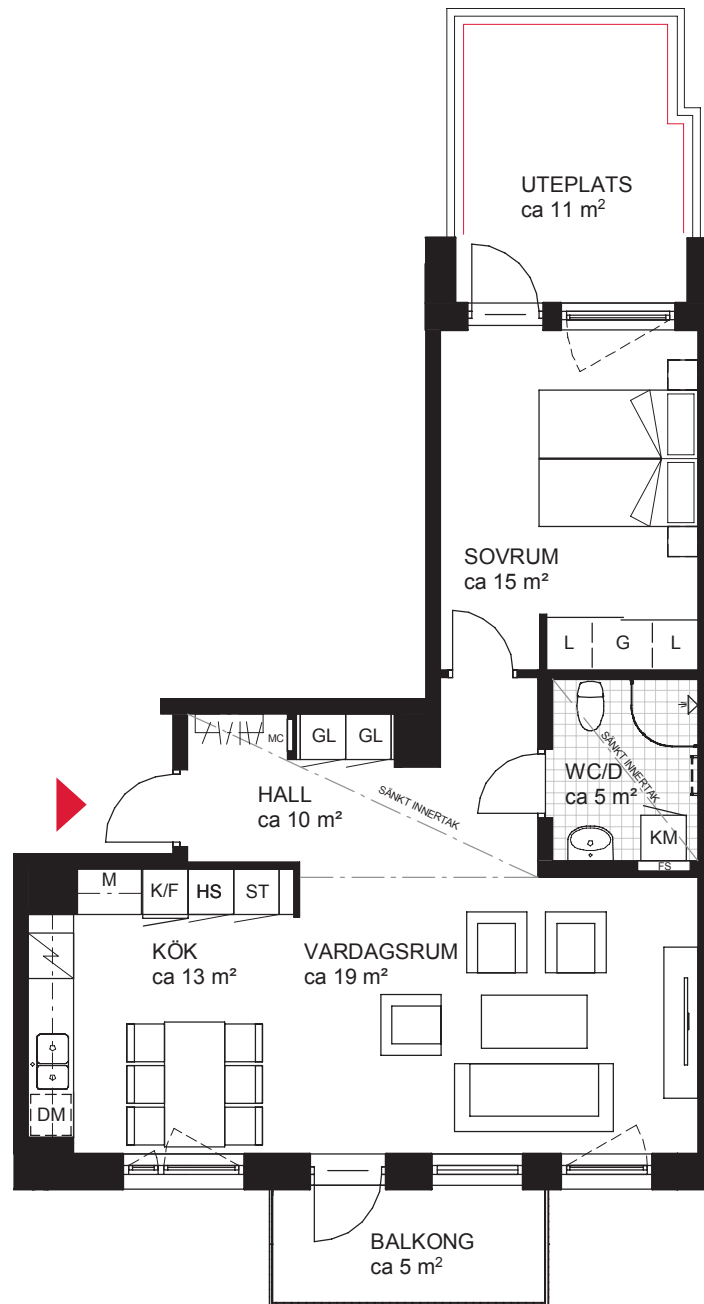 UTEPLATS
ca 11 m²
SOVRUM
ca 15 m²
L G L
MC GL GL
SÄNKT INNERTAK
WC/D
ca 5 m²
HALL
ca 10 m²
SÄNKT INNERTAK
KM
FS
M K/F HS ST
KÖK
ca 13 m²
VARDAGSRUM
ca 19 m²
DM
BALKONG
ca 5 m²